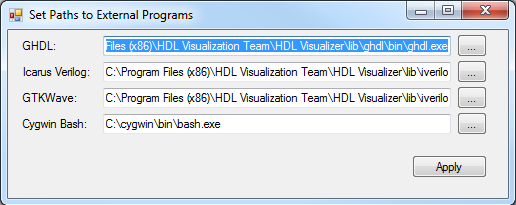 Set Paths to External Programs
GHDL: Files (x86)\HDL Visualization Team\HDL Visualizer\lib\ghdl\bin\ghdl.exe ...
Icarus Verilog: C:\Program Files (x86)\HDL Visualization Team\HDL Visualizer\lib\iverilo ...
GTKWave: C:\Program Files (x86)\HDL Visualization Team\HDL Visualizer\lib\iverilo ...
Cygwin Bash: C:\cygwin\bin\bash.exe ...
Apply